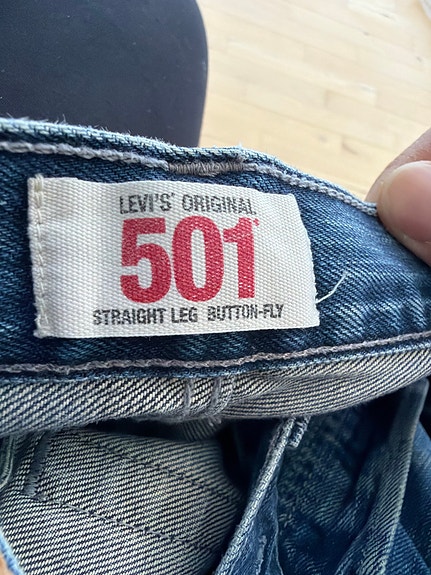 LEVI'S® ORIGINAL
501®
STRAIGHT LEG BUTTON-FLY